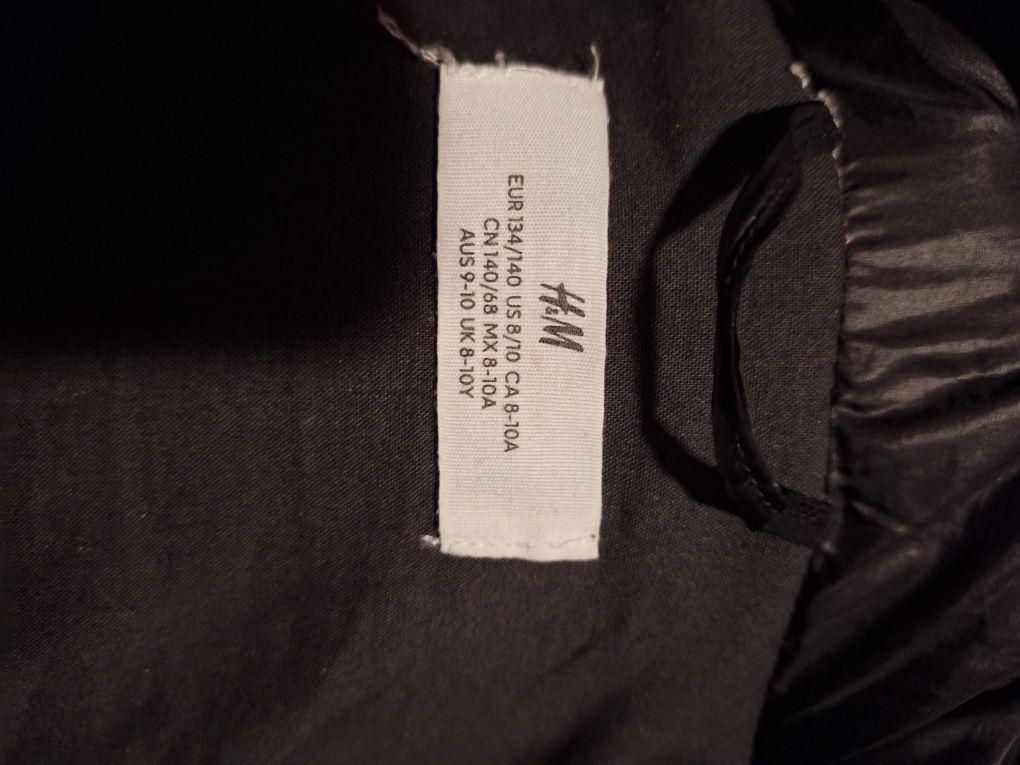 H&M
EUR 134/140 US 8/10 CA 8-10A
CN 140/68 MX 8-10A
AUS 9-10 UK 8-10Y